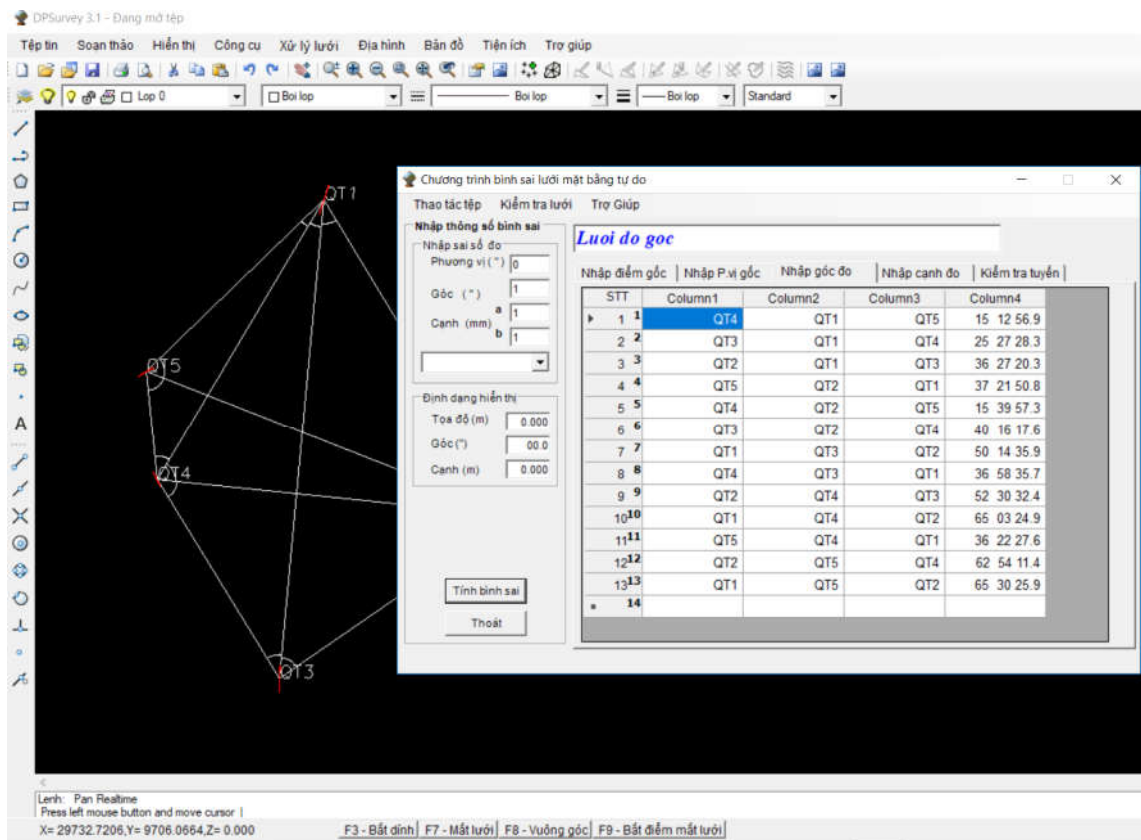 DPSurvey 3.1 - Đang mở tệp
Tệp tin Soạn thảo Hiển thị Công cụ Xử lý lưới Địa hình Bản đồ Tiện ích Trợ giúp
Lop 0 Boi lop Boi lop Boi lop Standard
QT1
QT5
QT4
QT3
Chương trình bình sai lưới mặt bằng tự do
Thao tác tệp Kiểm tra lưới Trợ Giúp
Nhập thông số bình sai
Nhập sai số đo
Phương vị (") 0
Góc (") 1
Cạnh (mm) a 1
b 1
Định dạng hiển thị
Tọa độ (m) 0.000
Góc(") 00.0
Cạnh (m) 0.000
Tính bình sai
Thoát
Luoi do goc
Nhập điểm gốc Nhập P.vị gốc Nhập góc đo Nhập cạnh đo Kiểm tra tuyến
STT Column1 Column2 Column3 Column4
1 1 QT4 QT1 QT5 15 12 56.9
2 2 QT3 QT1 QT4 25 27 28.3
3 3 QT2 QT1 QT3 36 27 20.3
4 4 QT5 QT2 QT1 37 21 50.8
5 5 QT4 QT2 QT5 15 39 57.3
6 6 QT3 QT2 QT4 40 16 17.6
7 7 QT1 QT3 QT2 50 14 35.9
8 8 QT4 QT3 QT1 36 58 35.7
9 9 QT2 QT4 QT3 52 30 32.4
10 10 QT1 QT4 QT2 65 03 24.9
11 11 QT5 QT4 QT1 36 22 27.6
12 12 QT2 QT5 QT4 62 54 11.4
13 13 QT1 QT5 QT2 65 30 25.9
14
Lenh: Pan Realtime
Press left mouse button and move cursor
X= 29732.7206,Y= 9706.0664,Z= 0.000 F3 - Bắt dính F7 - Mắt lưới F8 - Vuông góc F9 - Bắt điểm mắt lưới